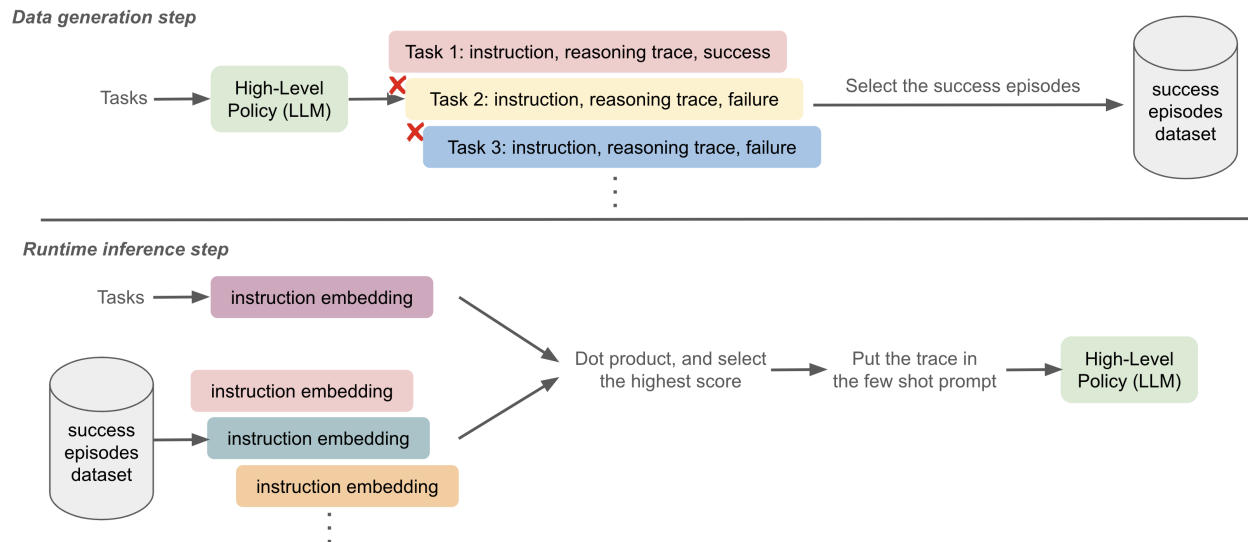 Data generation step
Tasks
High-Level
Policy (LLM)
Task 1: instruction, reasoning trace, success
Task 2: instruction, reasoning trace, failure
Task 3: instruction, reasoning trace, failure
Select the success episodes
success
episodes
dataset
Runtime inference step
Tasks
instruction embedding
success
episodes
dataset
instruction embedding
instruction embedding
instruction embedding
Dot product, and select
the highest score
Put the trace in
the few shot prompt
High-Level
Policy (LLM)